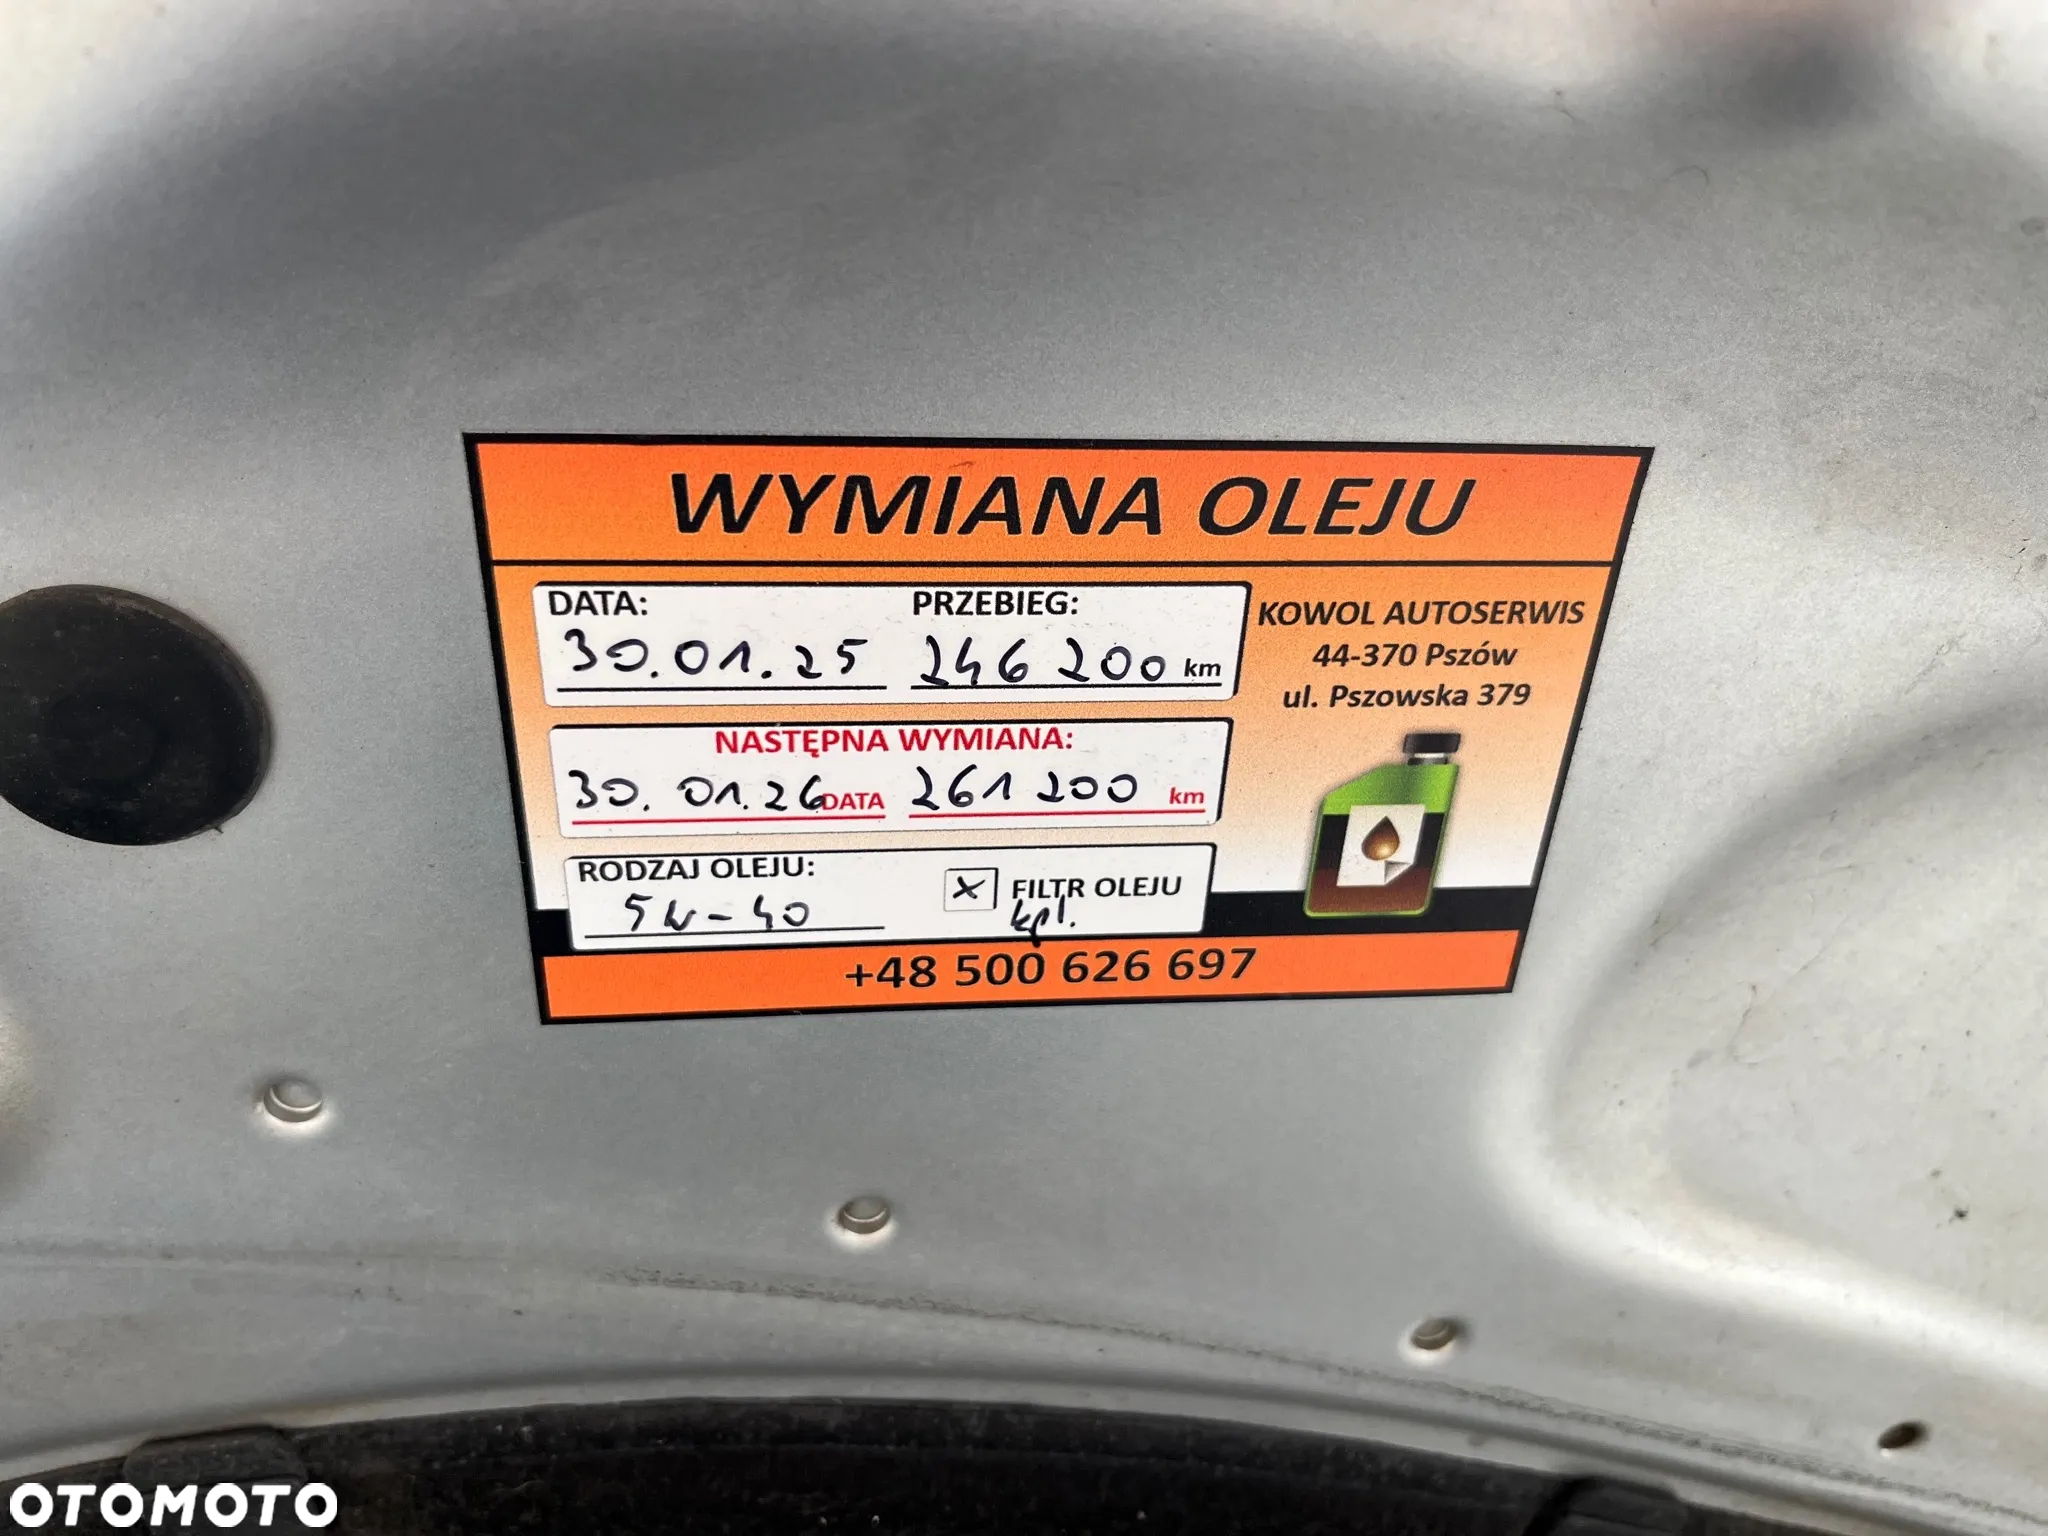 WYMIANA OLEJU
DATA: PRZEBIEG:
30.01.25 246 200 km
KOWOL AUTOSERWIS
44-370 Pszów
ul. Pszowska 379
NASTĘPNA WYMIANA:
30.01.26 DATA 261 200 km
RODZAJ OLEJU:
5W-40
x FILTR OLEJU
kpl.
+48 500 626 697
OTOMOTO